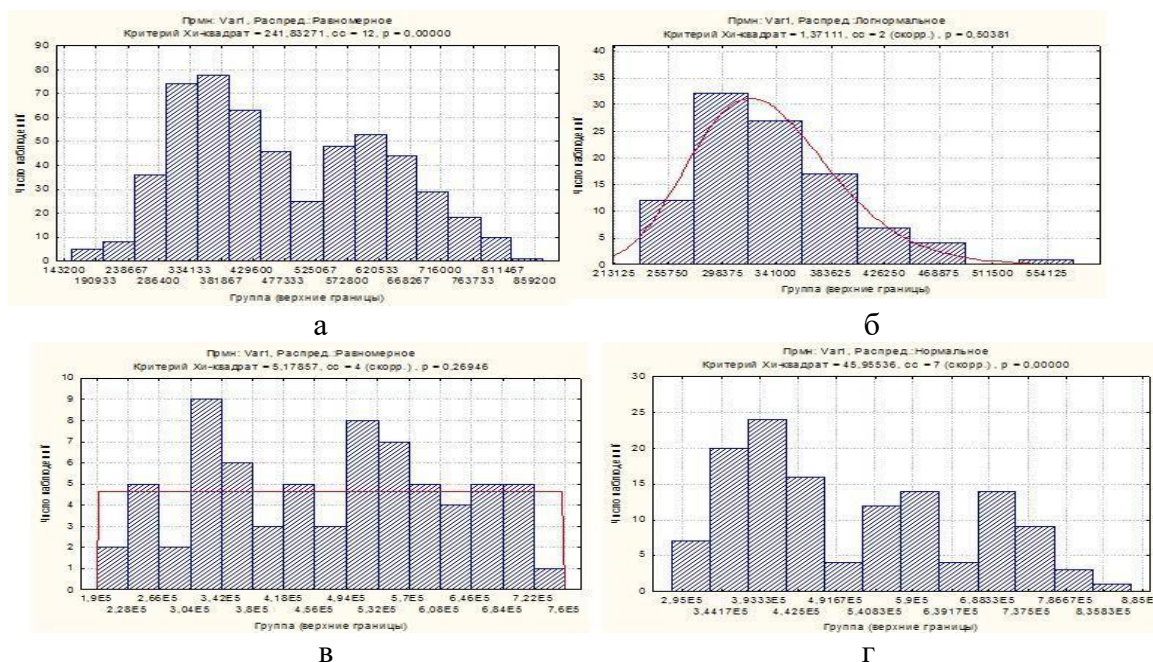 Прмн: Var1, Распред.:Равномерное
Критерий Хи-квадрат = 241,83271, сс = 12, p = 0,00000
Число наблюдений
90
80
70
60
50
40
30
20
10
0
143200 238667 334133 429600 525067 620533 716000 811467
190933 286400 381867 477333 572800 668267 763733 859200
Группа (верхние границы)
а
Прмн: Var1, Распред.:Логнормальное
Критерий Хи-квадрат = 1,37111, сс = 2 (скорр.) , p = 0,50381
Число наблюдений
40
35
30
25
20
15
10
5
0
213125 255750 298375 341000 383625 426250 468875 511500 554125
Группа (верхние границы)
б
Прмн: Var1, Распред.:Равномерное
Критерий Хи-квадрат = 5,17857, сс = 4 (скорр.) , p = 0,26946
Число наблюдений
10
9
8
7
6
5
4
3
2
1
0
1,9E5 2,66E5 3,42E5 4,18E5 4,94E5 5,7E5 6,46E5 7,22E5
2,28E5 3,04E5 3,8E5 4,56E5 5,32E5 6,08E5 6,84E5 7,6E5
Группа (верхние границы)
в
Прмн: Var1, Распред.:Нормальное
Критерий Хи-квадрат = 45,95536, сс = 7 (скорр.) , p = 0,00000
Число наблюдений
30
25
20
15
10
5
0
2,95E5 3,9333E5 4,9167E5 5,9E5 6,8833E5 7,8667E5 8,85E
3,4417E5 4,425E5 5,4083E5 6,3917E5 7,375E5 8,3583E5
Группа (верхние границы)
г